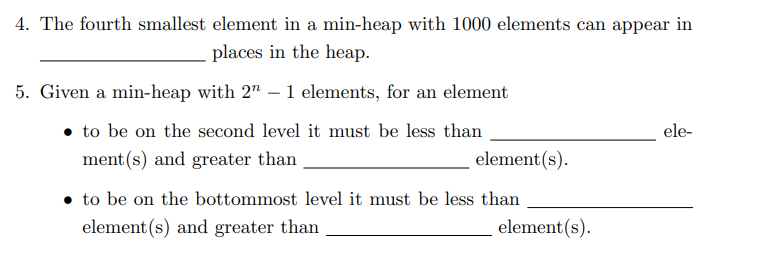 4. The fourth smallest element in a min-heap with 1000 elements can appear in
________________ places in the heap.
5. Given a min-heap with 2ⁿ − 1 elements, for an element
• to be on the second level it must be less than ________________ ele-
ment(s) and greater than ________________ element(s).
• to be on the bottommost level it must be less than ________________
element(s) and greater than ________________ element(s).